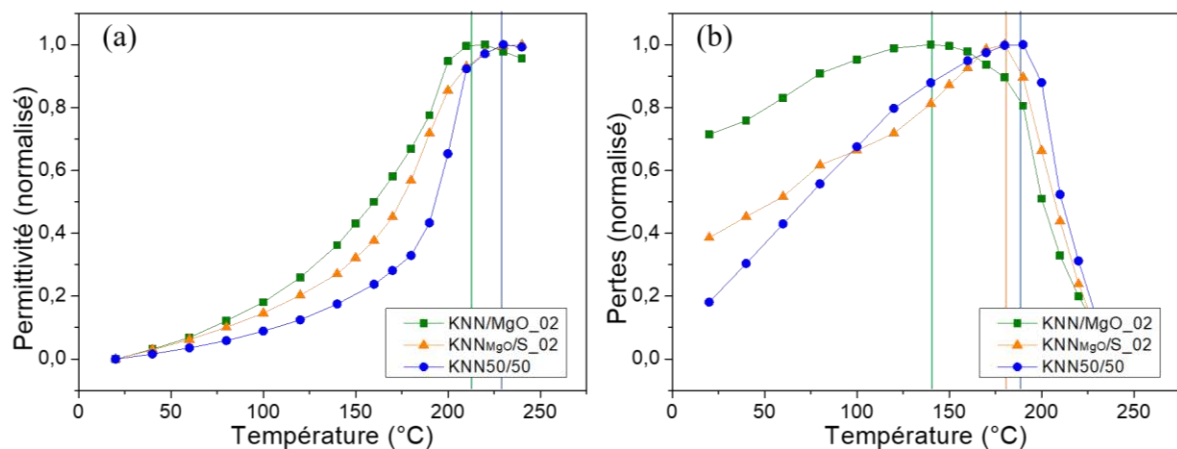 (a)
Permittivité (normalisé)
1,0
0,8
0,6
0,4
0,2
0,0
KNN/MgO_02
KNNMgO/S_02
KNN50/50
0 50 100 150 200 250
Température (°C)
(b)
Pertes (normalisé)
1,0
0,8
0,6
0,4
0,2
0,0
KNN/MgO_02
KNNMgO/S_02
KNN50/50
0 50 100 150 200 250
Température (°C)